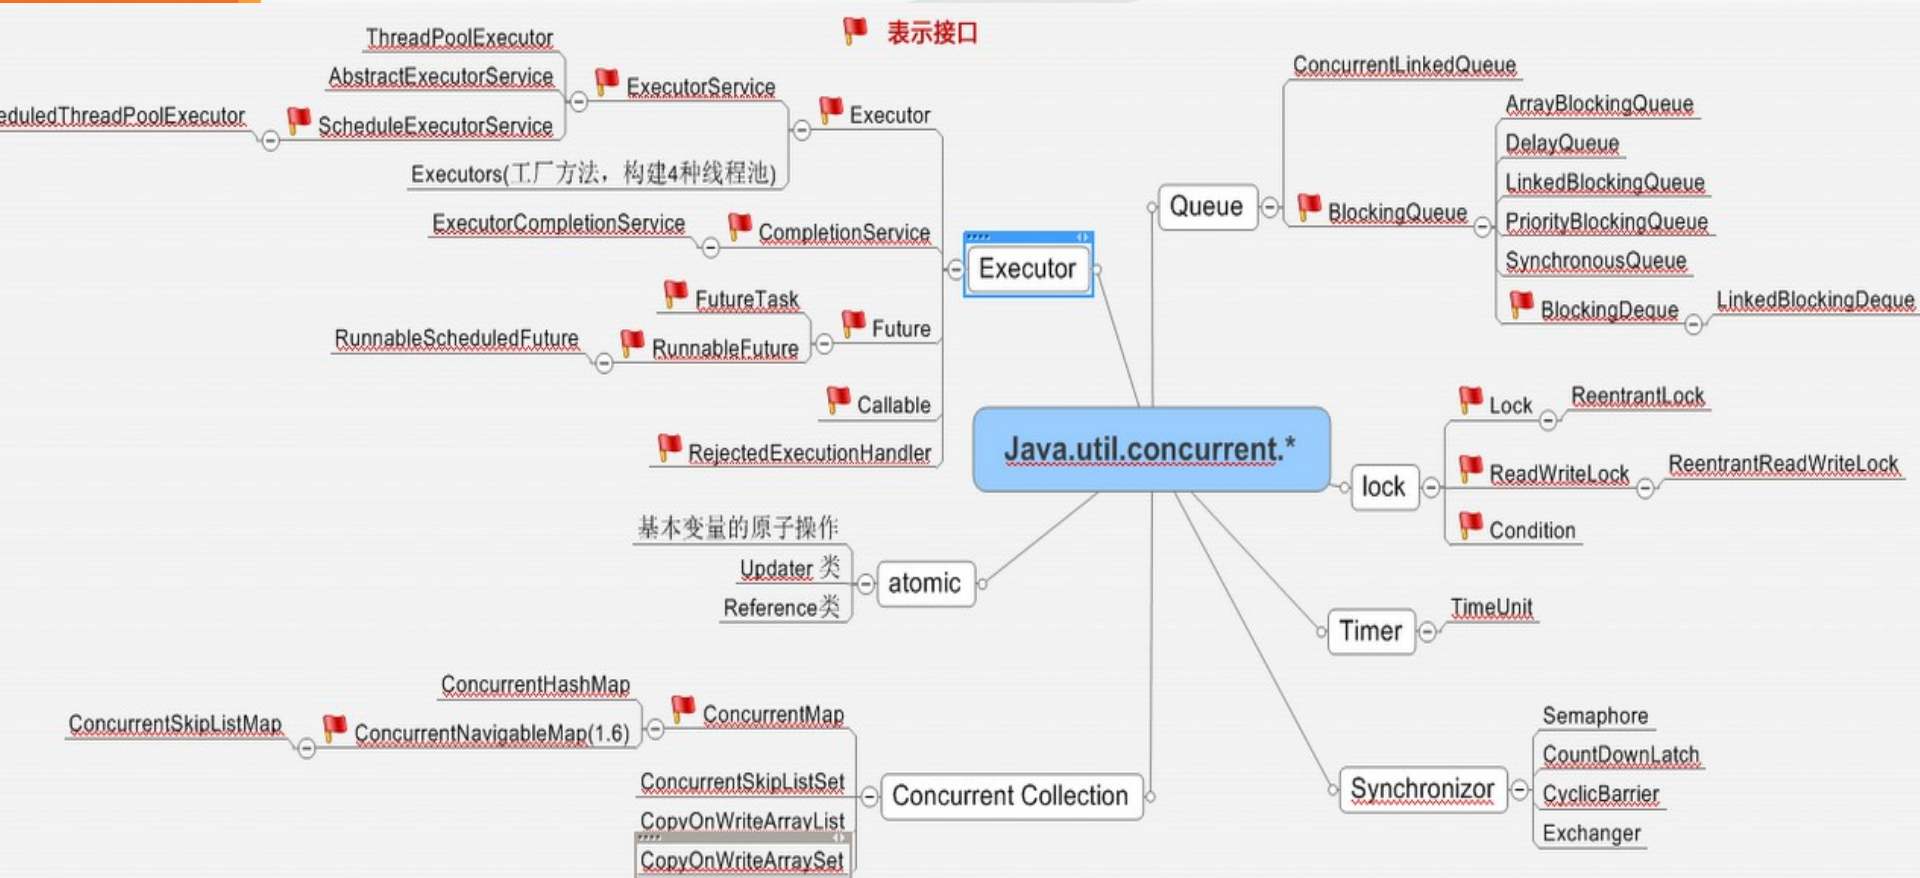 表示接口
ThreadPoolExecutor
AbstractExecutorService
ExecutorService
eduledThreadPoolExecutor
ScheduleExecutorService
Executor
Executors(工厂方法，构建4种线程池)
ExecutorCompletionService
CompletionService
Executor
FutureTask
Future
RunnableScheduledFuture
RunnableFuture
Callable
RejectedExecutionHandler
Java.util.concurrent.*
ConcurrentLinkedQueue
ArrayBlockingQueue
DelayQueue
LinkedBlockingQueue
Queue
BlockingQueue
PriorityBlockingQueue
SynchronousQueue
BlockingDeque
LinkedBlockingDeque
Lock
ReentrantLock
lock
ReadWriteLock
ReentrantReadWriteLock
Condition
基本变量的原子操作
Updater 类
Reference类
atomic
Timer
TimeUnit
ConcurrentHashMap
ConcurrentMap
ConcurrentSkipListMap
ConcurrentNavigableMap(1.6)
ConcurrentSkipListSet
Concurrent Collection
CopyOnWriteArrayList
CopyOnWriteArraySet
Semaphore
CountDownLatch
Synchronizor
CyclicBarrier
Exchanger